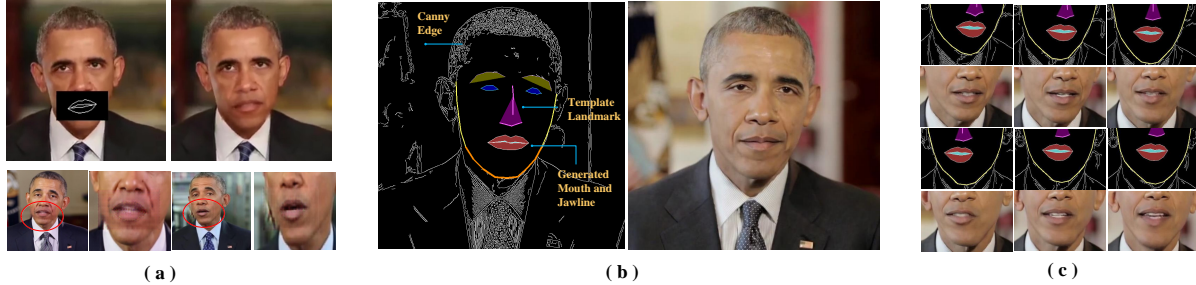 Canny
Edge
Template
Landmark
Generated
Mouth and
Jawline
( a )
( b )
( c )